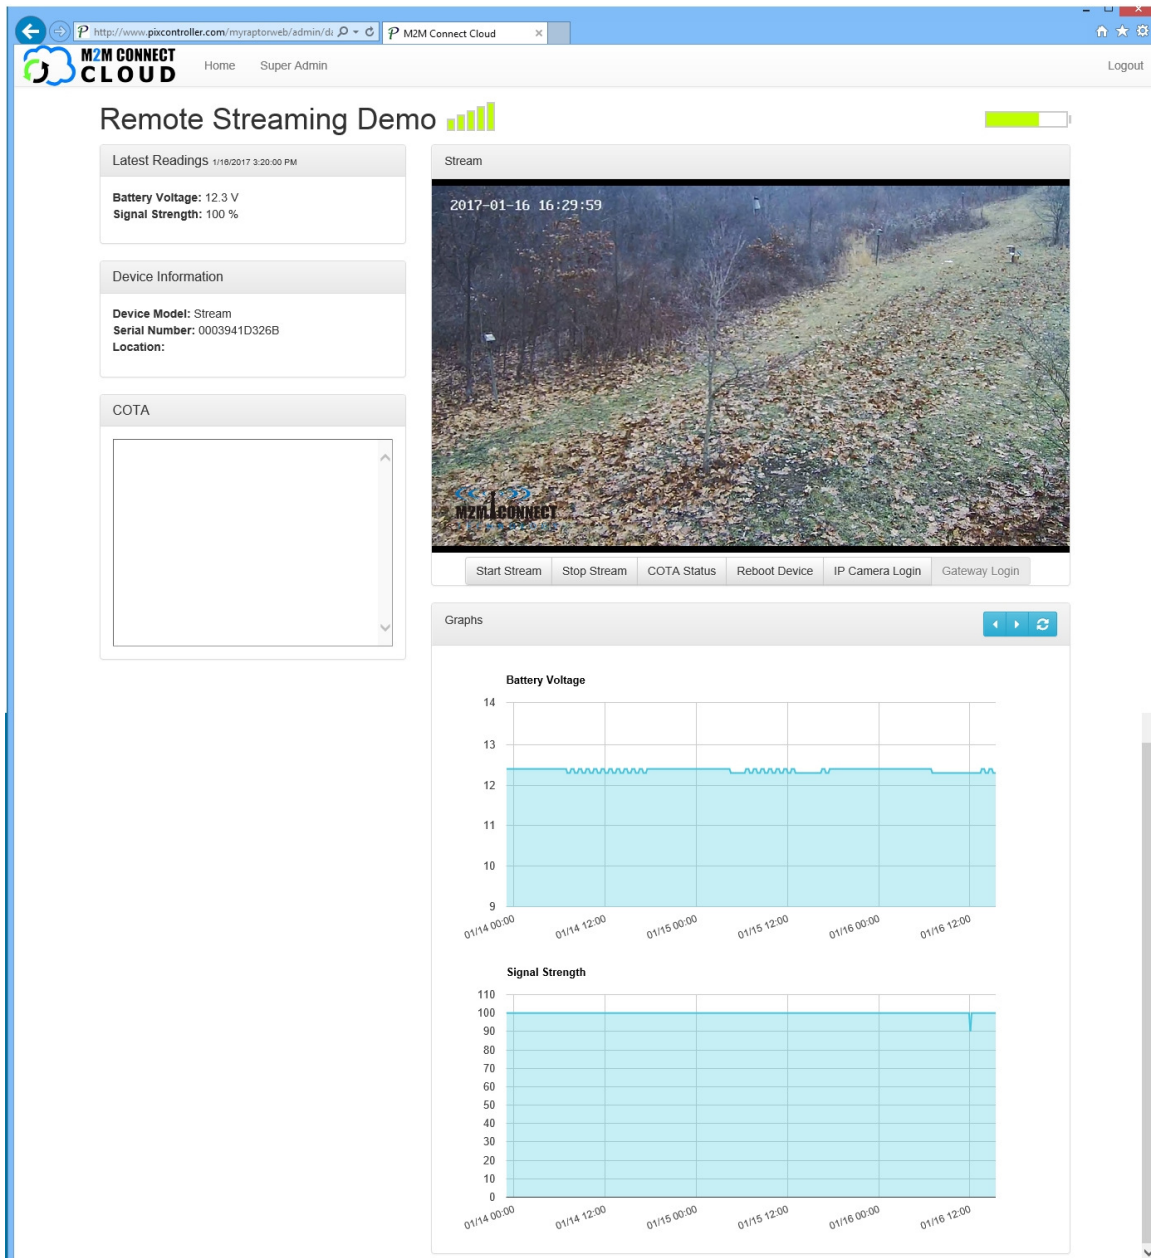 http://www.pixcontroller.com/myraptorweb/admin/da
M2M Connect Cloud
M2M CONNECT
CLOUD
Home
Super Admin
Logout
Remote Streaming Demo
Latest Readings 1/16/2017 3:20:00 PM
Battery Voltage: 12.3 V
Signal Strength: 100 %
Device Information
Device Model: Stream
Serial Number: 0003941D326B
Location:
COTA
Stream
2017-01-16 16:29:59
M2M CONNECT
Start Stream
Stop Stream
COTA Status
Reboot Device
IP Camera Login
Gateway Login
Graphs
Battery Voltage
14
13
12
11
10
9
01/14 00:00
01/14 12:00
01/15 00:00
01/15 12:00
01/16 00:00
01/16 12:00
Signal Strength
110
100
90
80
70
60
50
40
30
20
10
0
01/14 00:00
01/14 12:00
01/15 00:00
01/15 12:00
01/16 00:00
01/16 12:00